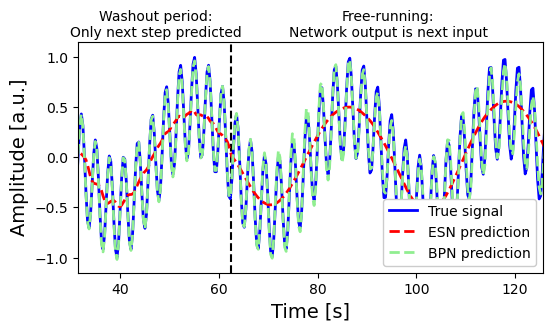 Washout period:
Only next step predicted
Free-running:
Network output is next input
1.0
0.5
0.0
−0.5
−1.0
Amplitude [a.u.]
True signal
ESN prediction
BPN prediction
40
60
80
100
120
Time [s]